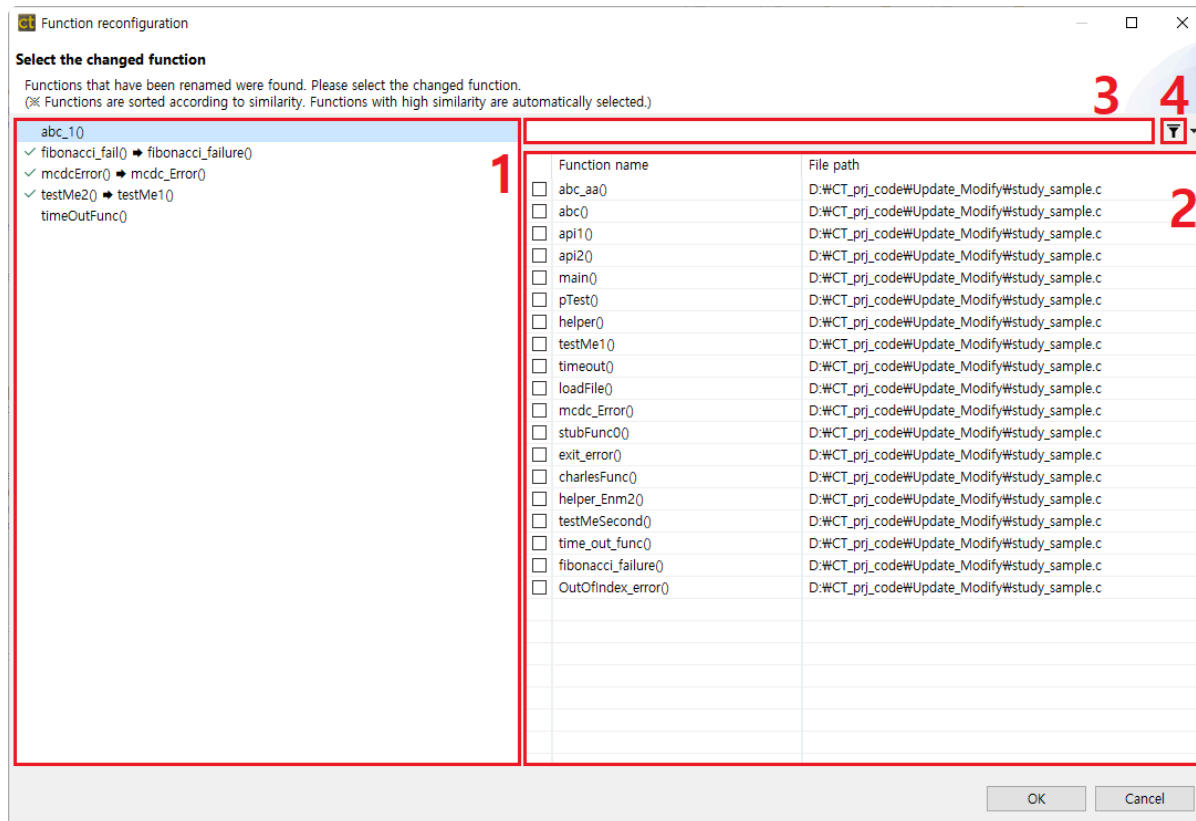 ct Function reconfiguration
Select the changed function
Functions that have been renamed were found. Please select the changed function.
(※ Functions are sorted according to similarity. Functions with high similarity are automatically selected.)
3 4
abc_1()
fibonacci_fail() ➡ fibonacci_failure()
mcdcError() ➡ mcdc_Error()
testMe2() ➡ testMe1()
timeOutFunc()
1
Function name File path
2
abc_aa() D:₩CT_prj_code₩Update_Modify₩study_sample.c
abc() D:₩CT_prj_code₩Update_Modify₩study_sample.c
api1() D:₩CT_prj_code₩Update_Modify₩study_sample.c
api2() D:₩CT_prj_code₩Update_Modify₩study_sample.c
main() D:₩CT_prj_code₩Update_Modify₩study_sample.c
pTest() D:₩CT_prj_code₩Update_Modify₩study_sample.c
helper() D:₩CT_prj_code₩Update_Modify₩study_sample.c
testMe1() D:₩CT_prj_code₩Update_Modify₩study_sample.c
timeout() D:₩CT_prj_code₩Update_Modify₩study_sample.c
loadFile() D:₩CT_prj_code₩Update_Modify₩study_sample.c
mcdc_Error() D:₩CT_prj_code₩Update_Modify₩study_sample.c
stubFunc0() D:₩CT_prj_code₩Update_Modify₩study_sample.c
exit_error() D:₩CT_prj_code₩Update_Modify₩study_sample.c
charlesFunc() D:₩CT_prj_code₩Update_Modify₩study_sample.c
helper_Enm2() D:₩CT_prj_code₩Update_Modify₩study_sample.c
testMeSecond() D:₩CT_prj_code₩Update_Modify₩study_sample.c
time_out_func() D:₩CT_prj_code₩Update_Modify₩study_sample.c
fibonacci_failure() D:₩CT_prj_code₩Update_Modify₩study_sample.c
OutOfIndex_error() D:₩CT_prj_code₩Update_Modify₩study_sample.c
OK Cancel